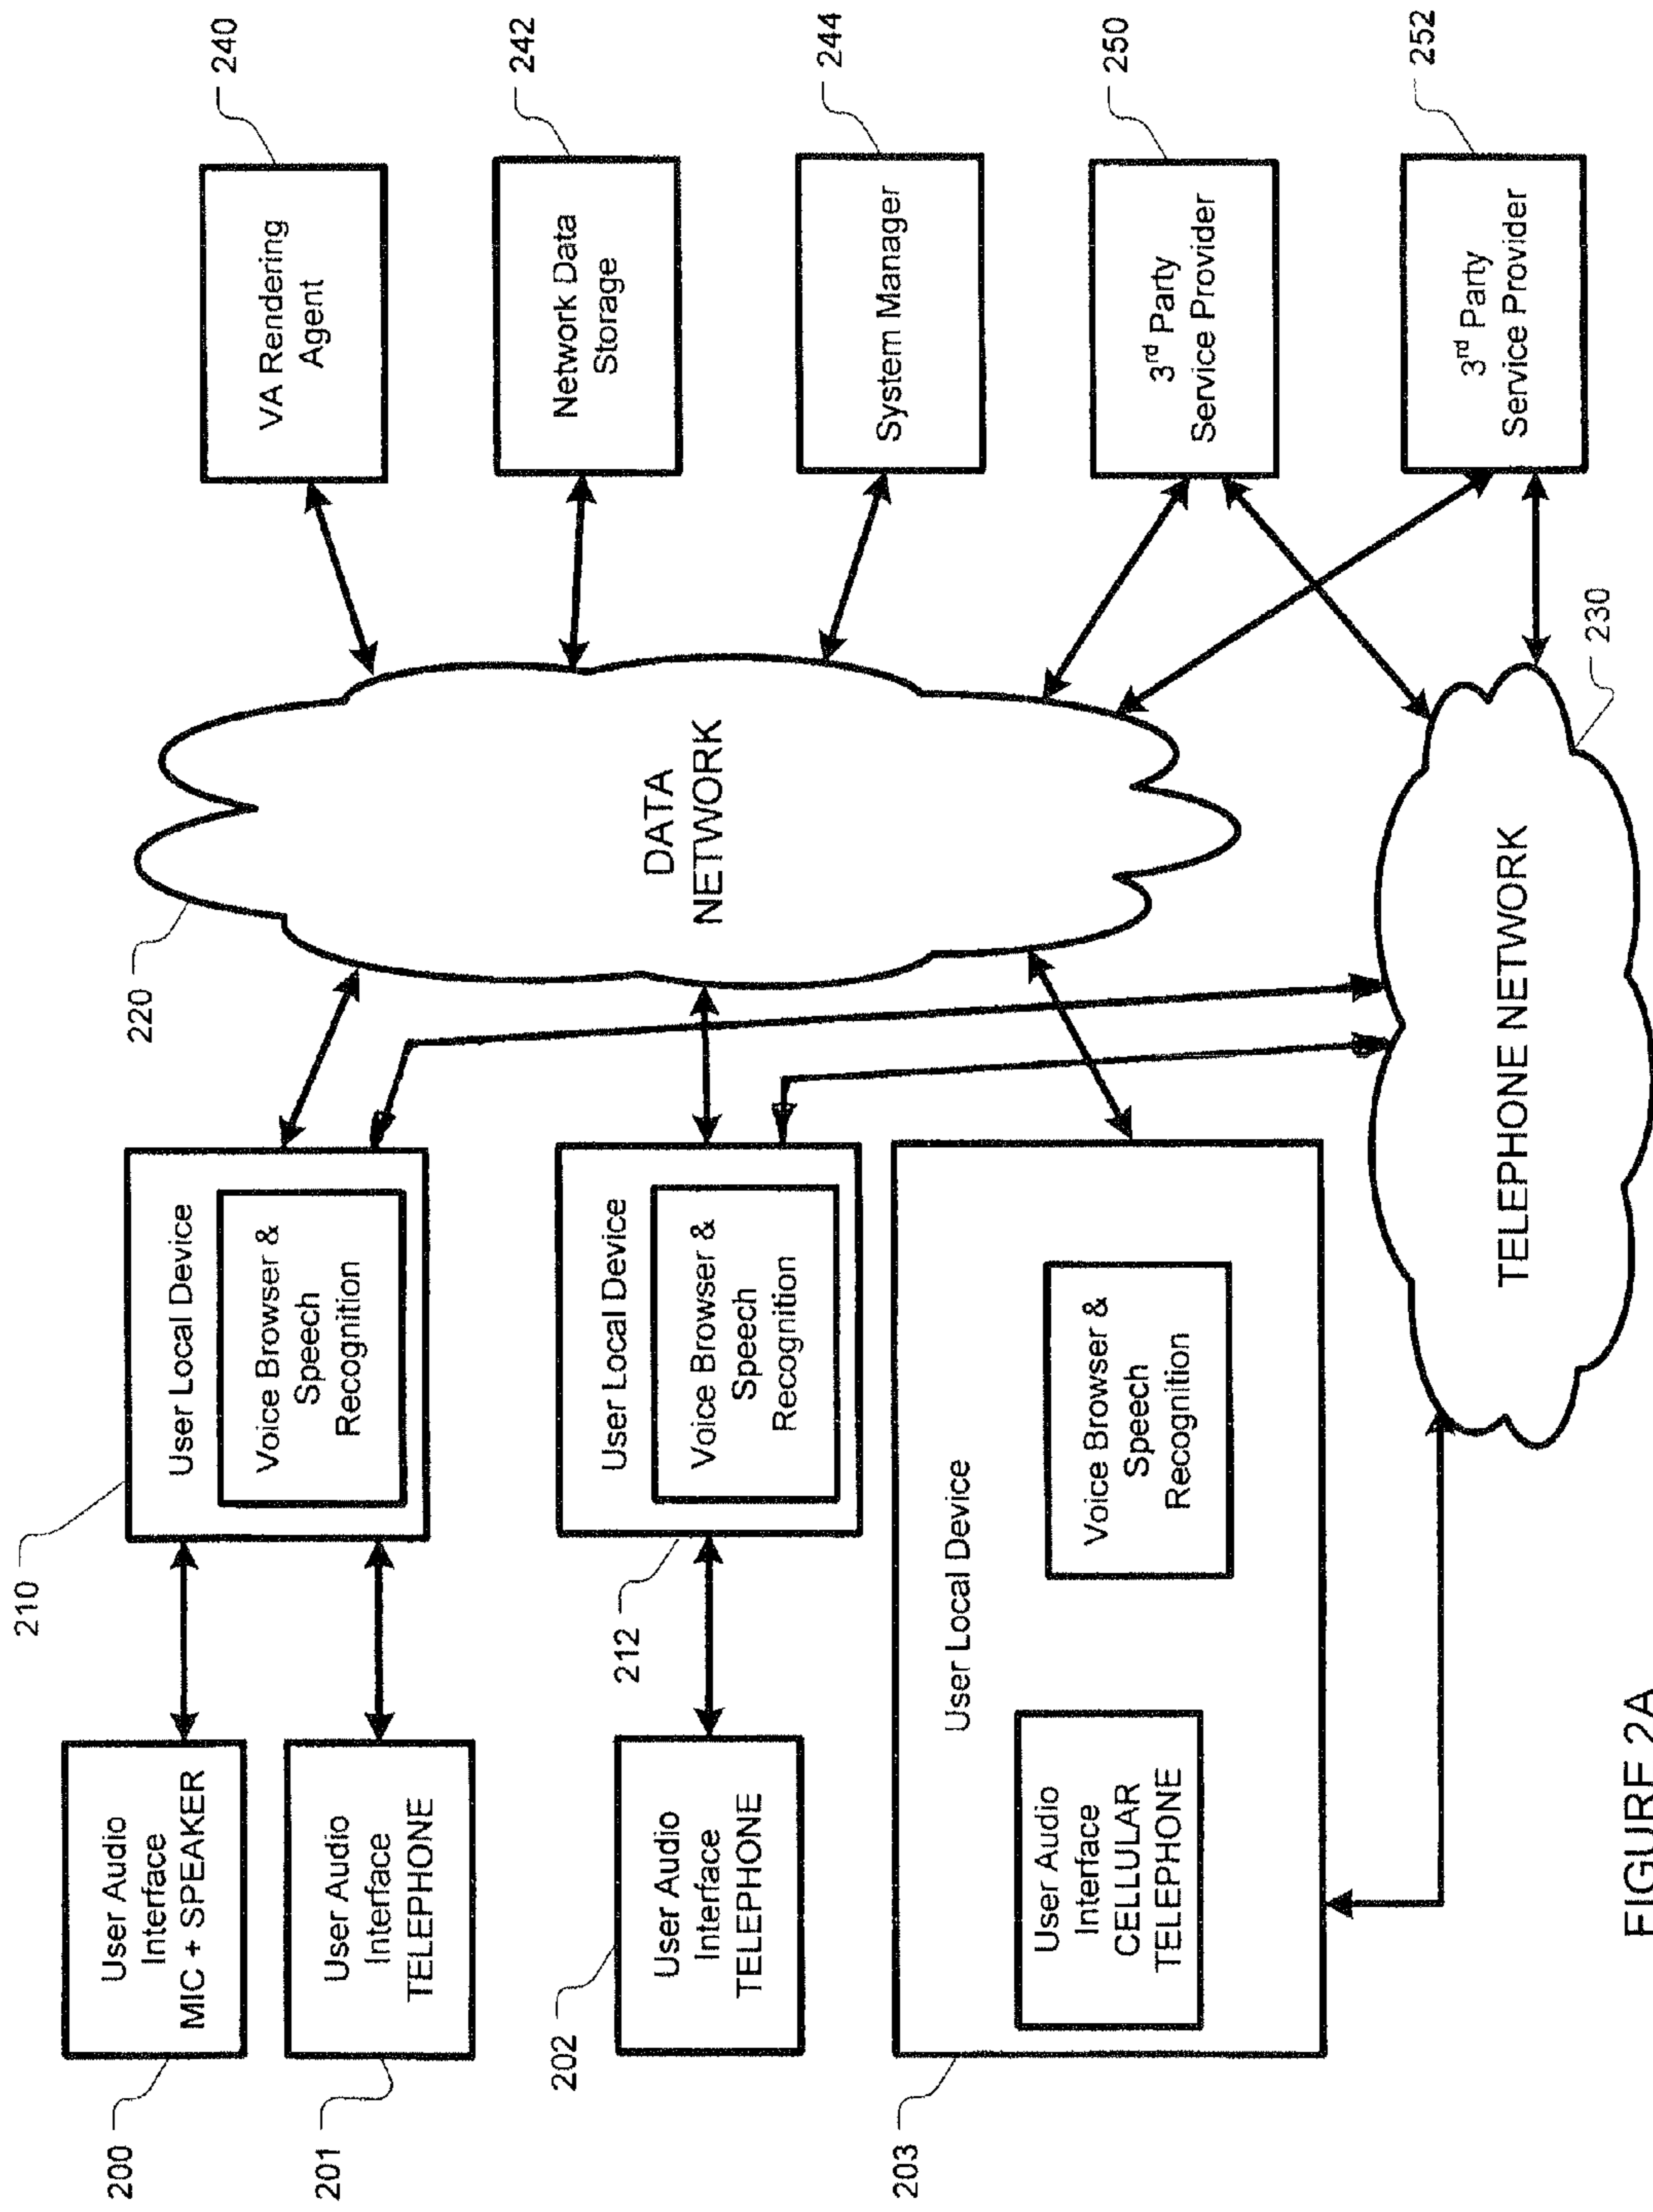 200
User Audio
Interface
MIC + SPEAKER
201
User Audio
Interface
TELEPHONE
210
User Local Device
Voice Browser &
Speech
Recognition
220
DATA
NETWORK
240
VA Rendering
Agent
242
Network Data
Storage
244
System Manager
250
3rd Party
Service Provider
252
3rd Party
Service Provider
202
User Audio
Interface
TELEPHONE
212
User Local Device
Voice Browser &
Speech
Recognition
203
User Local Device
User Audio
Interface
CELLULAR
TELEPHONE
Voice Browser &
Speech
Recognition
230
TELEPHONE NETWORK
FIGURE 2A